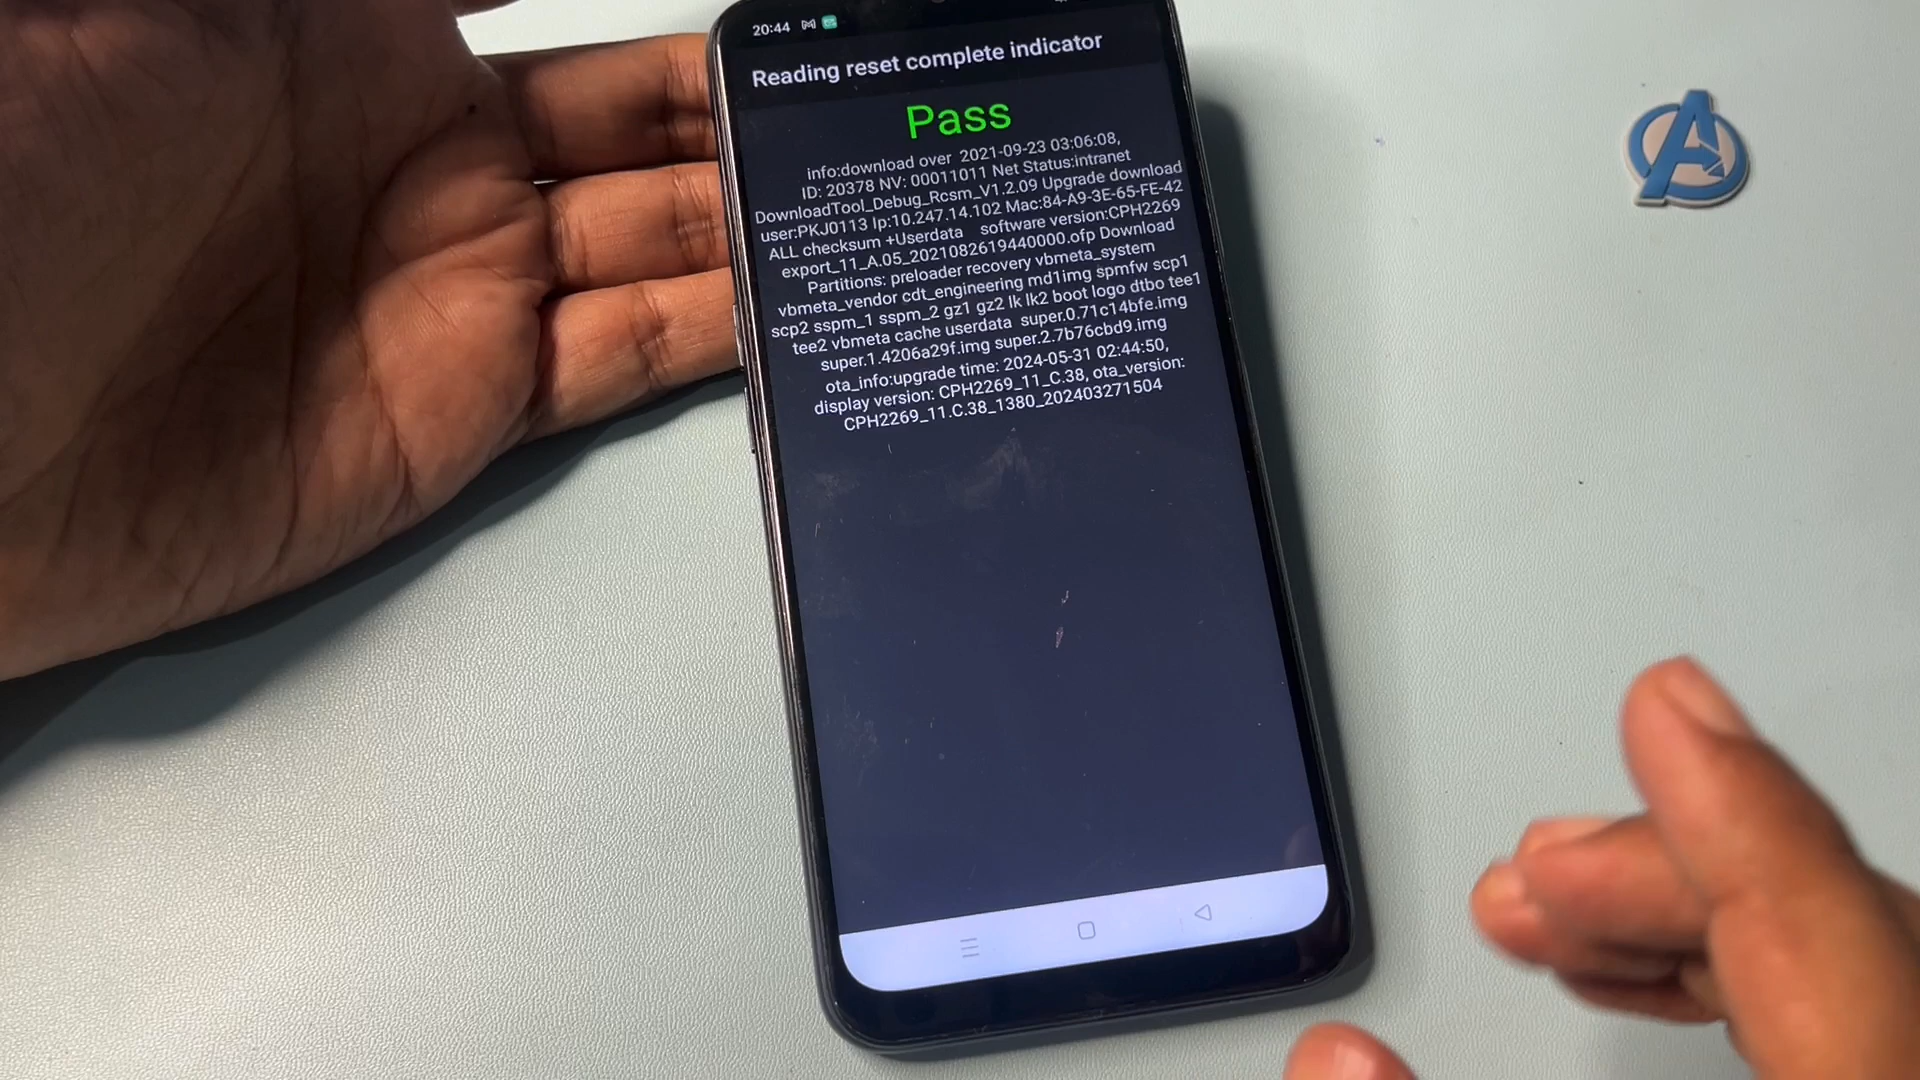 20:44
Reading reset complete indicator
Pass
info:download over 2021-09-23 03:06:08,
ID: 20378 NV: 00011011 Net Status:intranet
DownloadTool_Debug_Rcsm_V1.2.09 Upgrade download
user:PKJ0113 Ip:10.247.14.102 Mac:84-A9-3E-65-FE-42
ALL checksum +Userdata software version:CPH2269
export_11_A.05_2021082619440000.ofp Download
Partitions: preloader recovery vbmeta_system
vbmeta_vendor cdt_engineering md1img spmfw scp1
scp2 sspm_1 sspm_2 gz1 gz2 lk lk2 boot logo dtbo tee1
tee2 vbmeta cache userdata super.0.71c14bfe.img
super.1.4206a29f.img super.2.7b76cbd9.img
ota_info:upgrade time: 2024-05-31 02:44:50,
display version: CPH2269_11_C.38, ota_version:
CPH2269_11.C.38_1380_202403271504